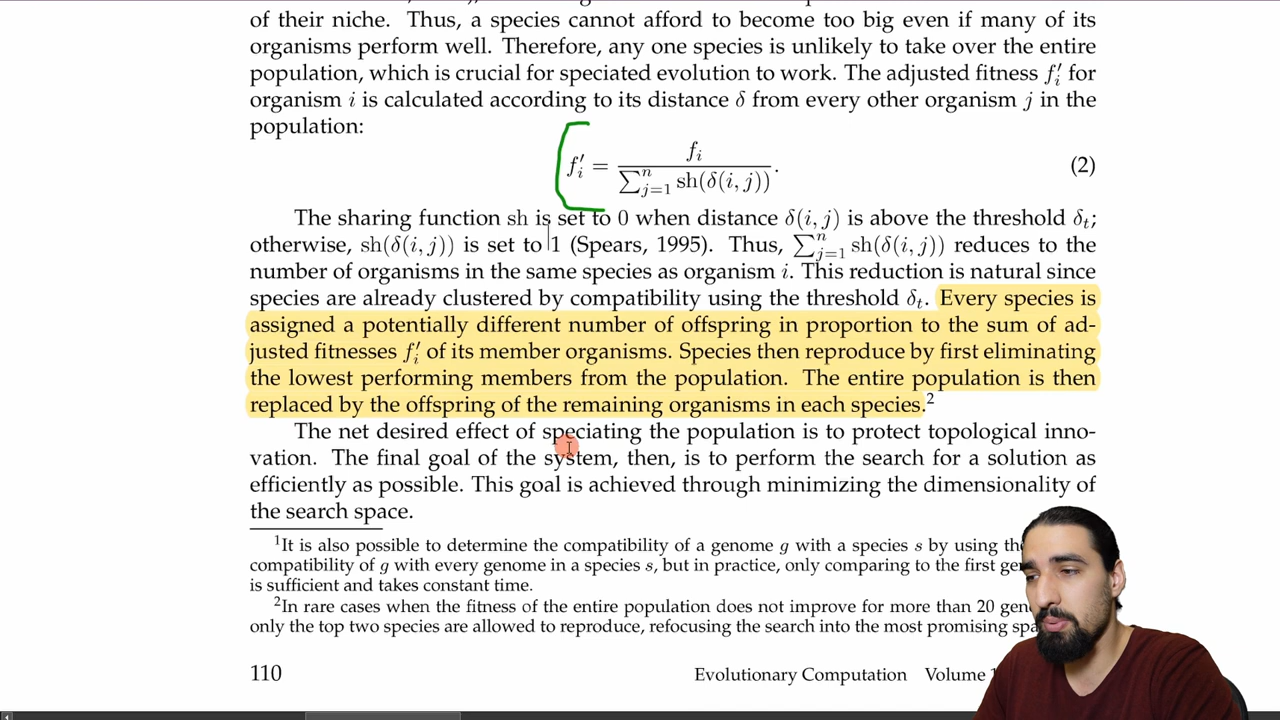 of their niche. Thus, a species cannot afford to become too big even if many of its
organisms perform well. Therefore, any one species is unlikely to take over the entire
population, which is crucial for speciated evolution to work. The adjusted fitness f′ᵢ for
organism i is calculated according to its distance δ from every other organism j in the
population:
f′ᵢ = fᵢ / ∑ⁿⱼ₌₁ sh(δ(i, j)). (2)
The sharing function sh is set to 0 when distance δ(i, j) is above the threshold δₜ;
otherwise, sh(δ(i, j)) is set to 1 (Spears, 1995). Thus, ∑ⁿⱼ₌₁ sh(δ(i, j)) reduces to the
number of organisms in the same species as organism i. This reduction is natural since
species are already clustered by compatibility using the threshold δₜ. Every species is
assigned a potentially different number of offspring in proportion to the sum of ad-
justed fitnesses f′ᵢ of its member organisms. Species then reproduce by first eliminating
the lowest performing members from the population. The entire population is then
replaced by the offspring of the remaining organisms in each species.²
The net desired effect of speciating the population is to protect topological inno-
vation. The final goal of the system, then, is to perform the search for a solution as
efficiently as possible. This goal is achieved through minimizing the dimensionality of
the search space.
¹It is also possible to determine the compatibility of a genome g with a species s by using
compatibility of g with every genome in a species s, but in practice, only comparing to the first
is sufficient and takes constant time.
²In rare cases when the fitness of the entire population does not improve for more than 20
only the top two species are allowed to reproduce, refocusing the search into the most promising
110 Evolutionary Computation Volume